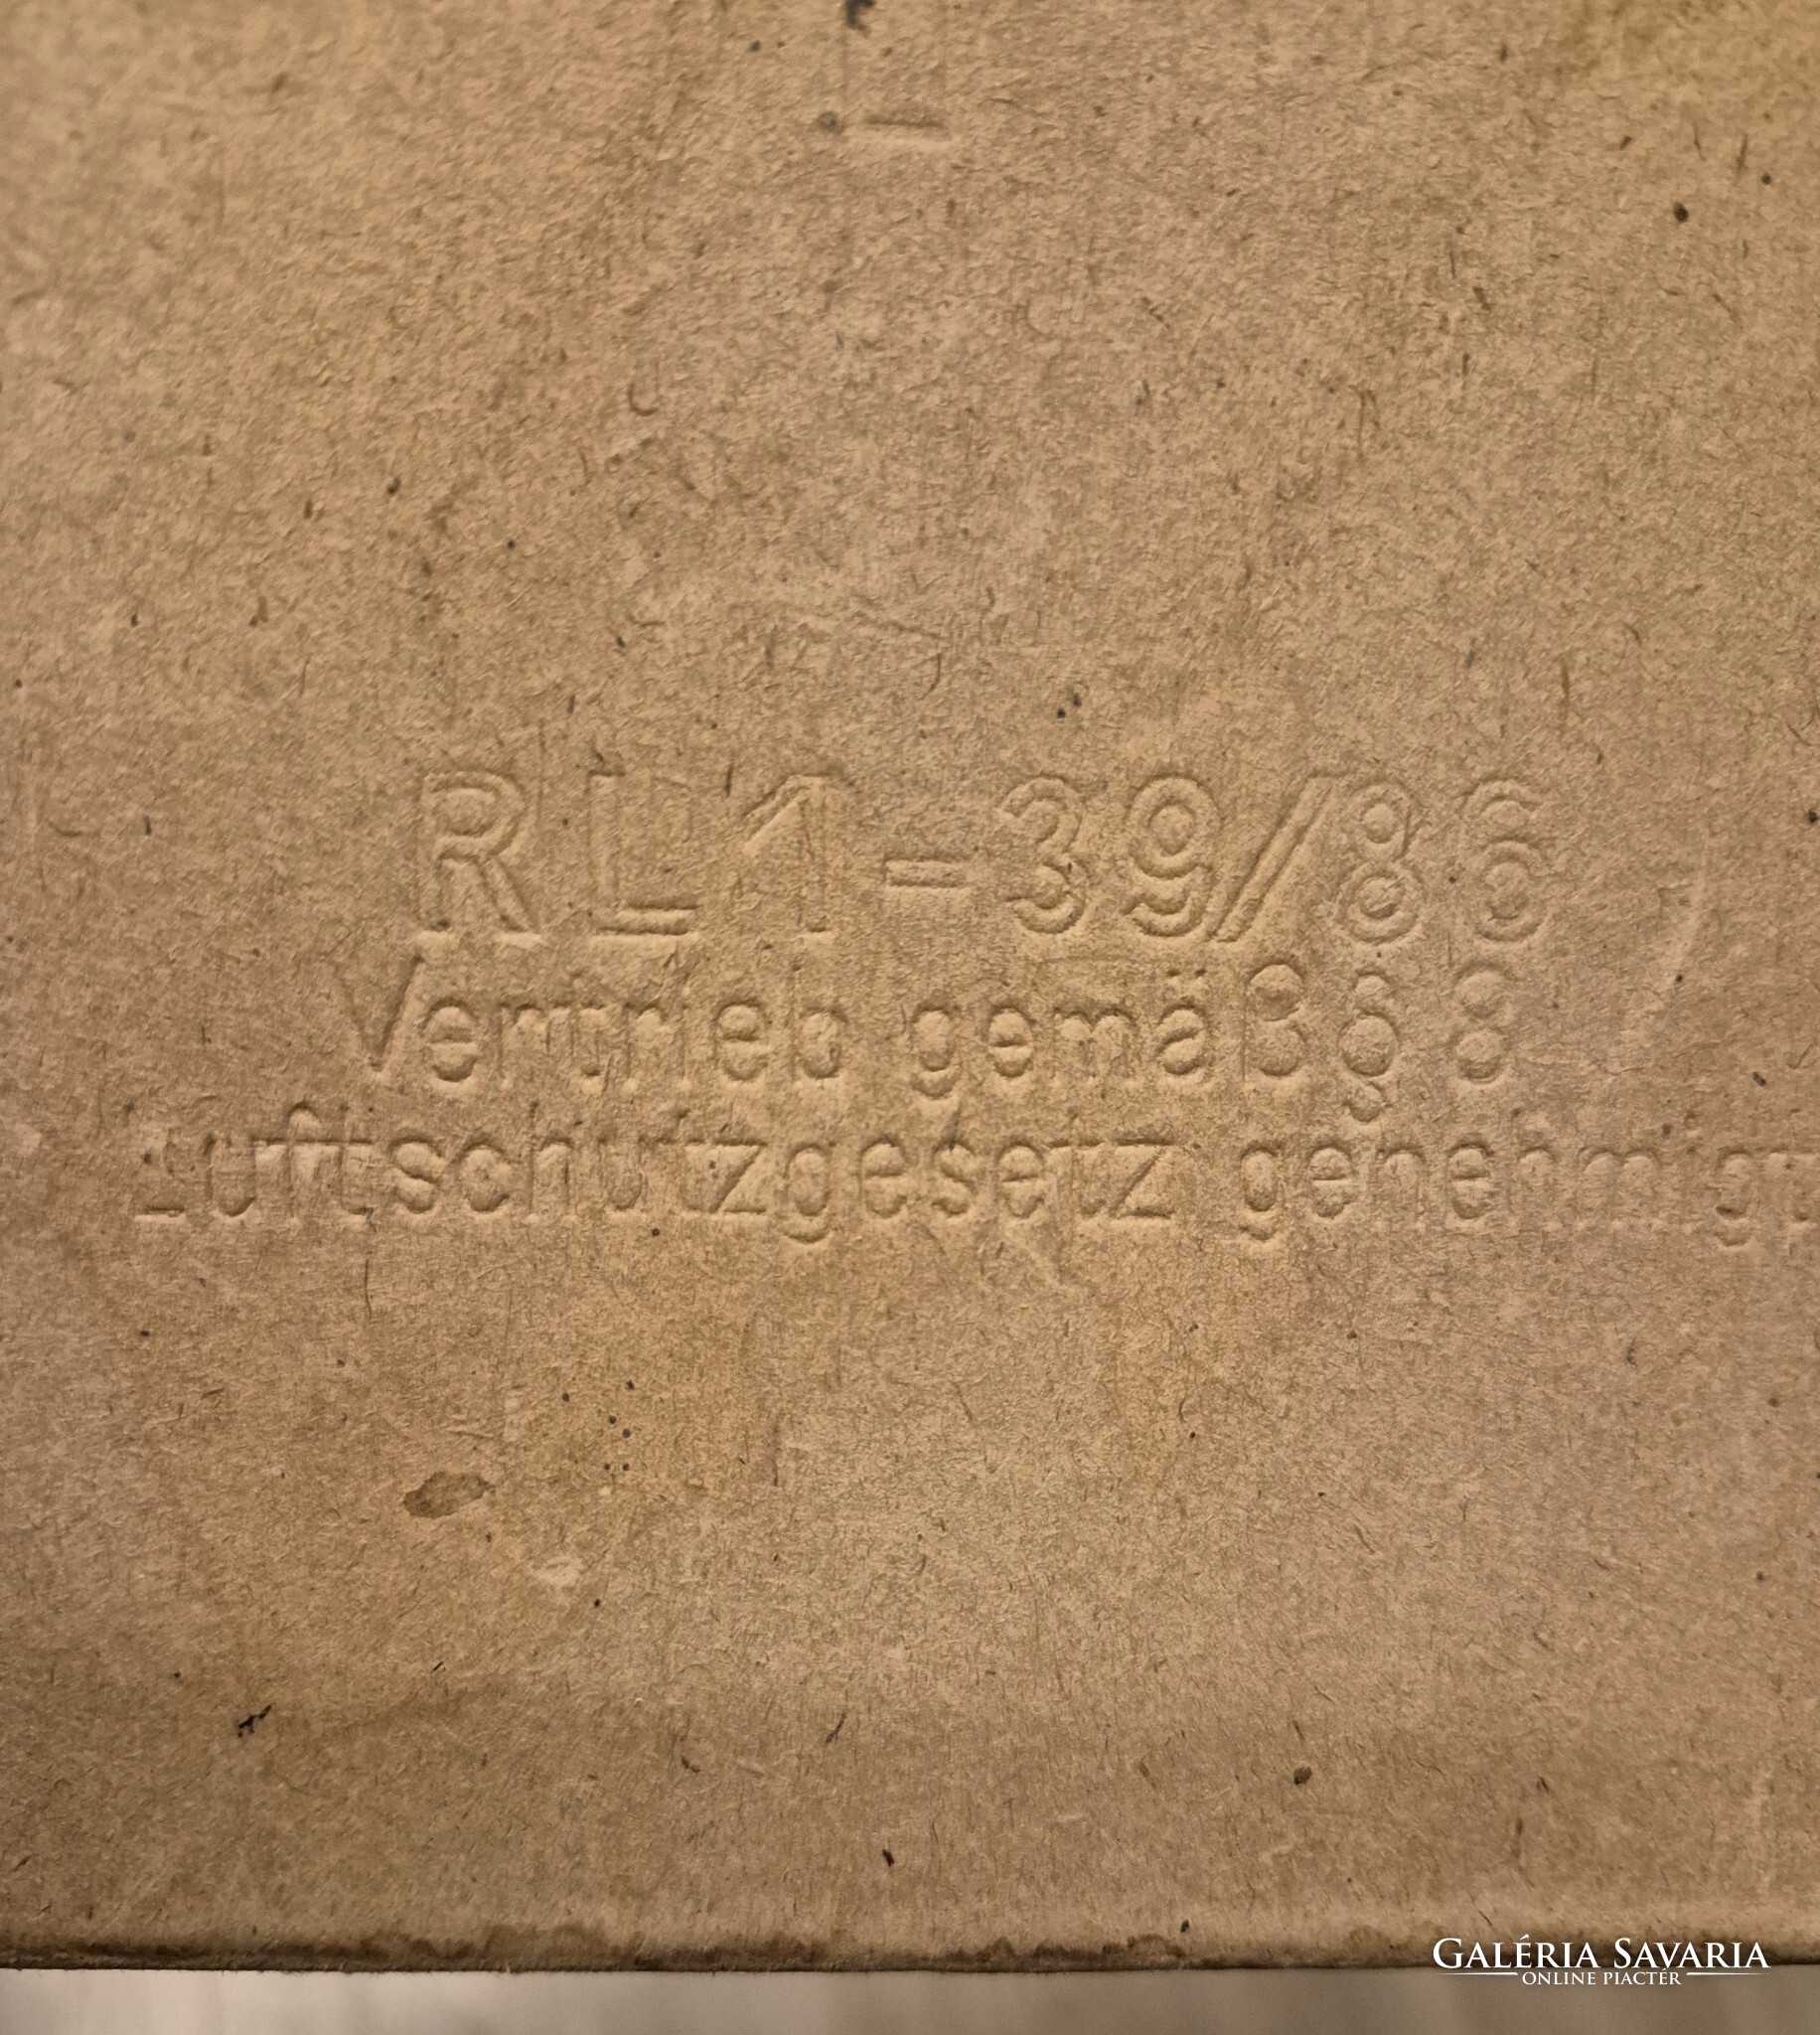 RL1-39/86
Vertrieb gemäß § 8
Luftschutzgesetz genehmigt
GALÉRIA SAVARIA
ONLINE PIACTÉR